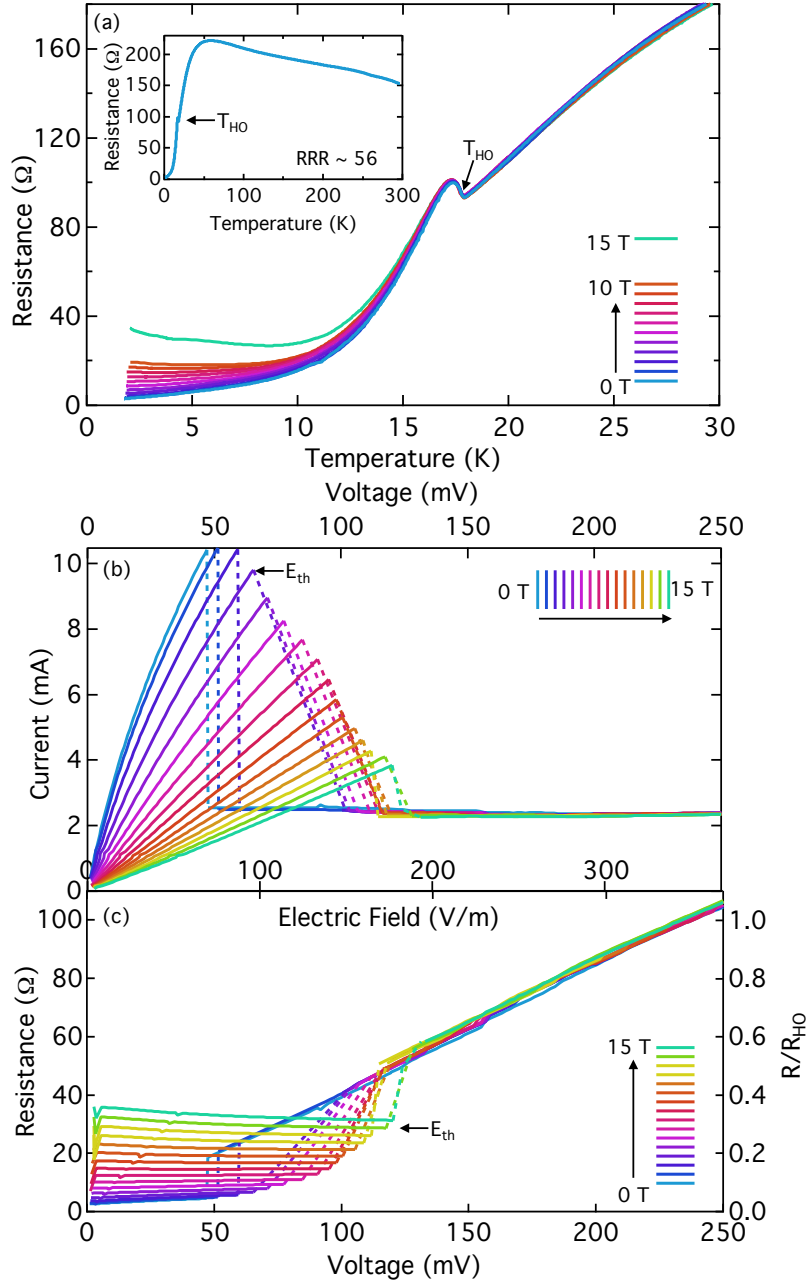 (a)
Resistance (Ω)
160
120
80
40
0
Resistance (Ω)
200
150
100
50
0
T_HO
RRR ~ 56
0 100 200 300
Temperature (K)
T_HO
15 T
10 T
0 T
0 5 10 15 20 25 30
Temperature (K)
Voltage (mV)
0 50 100 150 200 250
(b)
E_th
0 T 15 T
Current (mA)
10
8
6
4
2
0
0 100 200 300
Electric Field (V/m)
(c)
Resistance (Ω)
100
80
60
40
20
0
E_th
15 T
0 T
1.0
0.8
0.6
0.4
0.2
0.0
R/R_HO
0 50 100 150 200 250
Voltage (mV)